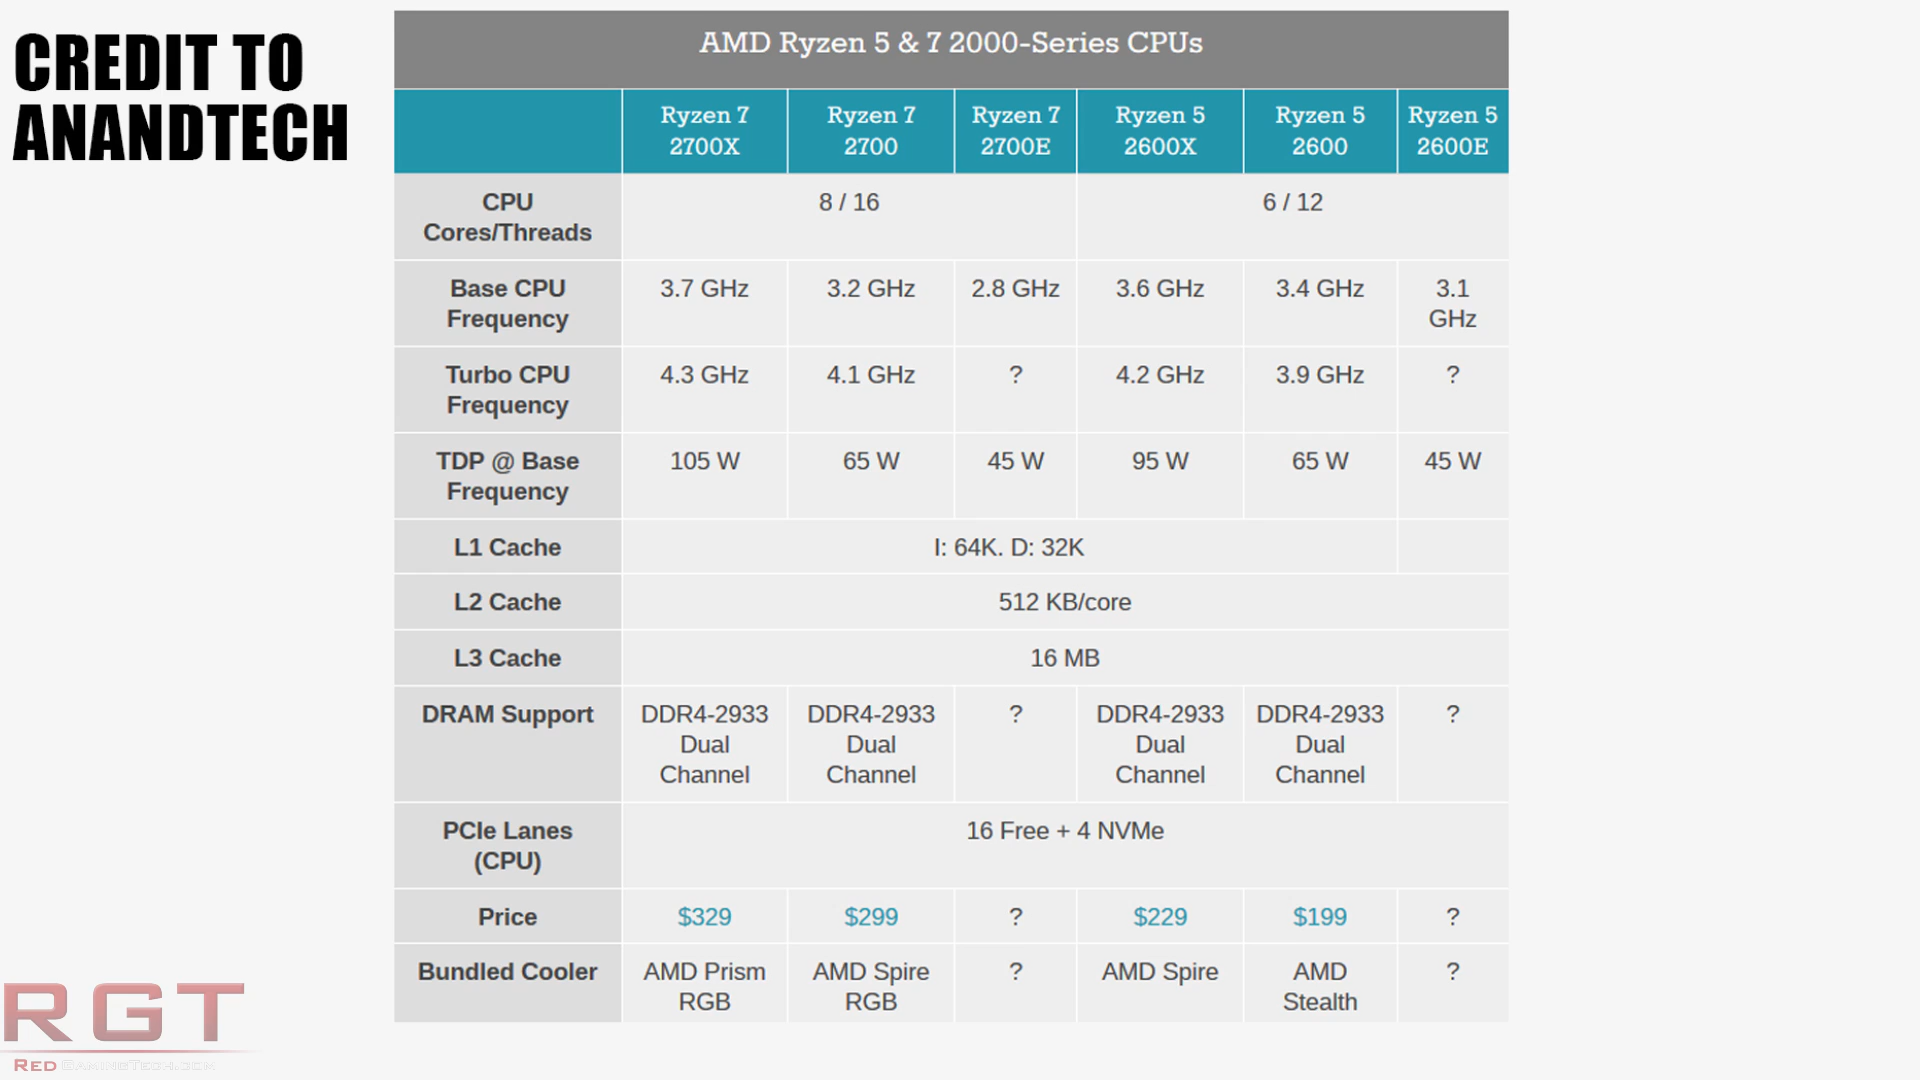 CREDIT TO
ANANDTECH
AMD Ryzen 5 & 7 2000-Series CPUs
Ryzen 7 2700X Ryzen 7 2700 Ryzen 7 2700E Ryzen 5 2600X Ryzen 5 2600 Ryzen 5 2600E
CPU Cores/Threads 8 / 16 6 / 12
Base CPU Frequency 3.7 GHz 3.2 GHz 2.8 GHz 3.6 GHz 3.4 GHz 3.1 GHz
Turbo CPU Frequency 4.3 GHz 4.1 GHz ? 4.2 GHz 3.9 GHz ?
TDP @ Base Frequency 105 W 65 W 45 W 95 W 65 W 45 W
L1 Cache I: 64K. D: 32K
L2 Cache 512 KB/core
L3 Cache 16 MB
DRAM Support DDR4-2933 Dual Channel DDR4-2933 Dual Channel ? DDR4-2933 Dual Channel DDR4-2933 Dual Channel ?
PCIe Lanes (CPU) 16 Free + 4 NVMe
Price $329 $299 ? $229 $199 ?
Bundled Cooler AMD Prism RGB AMD Spire RGB ? AMD Spire AMD Stealth ?
RGT
RED GAMINGTECH.COM